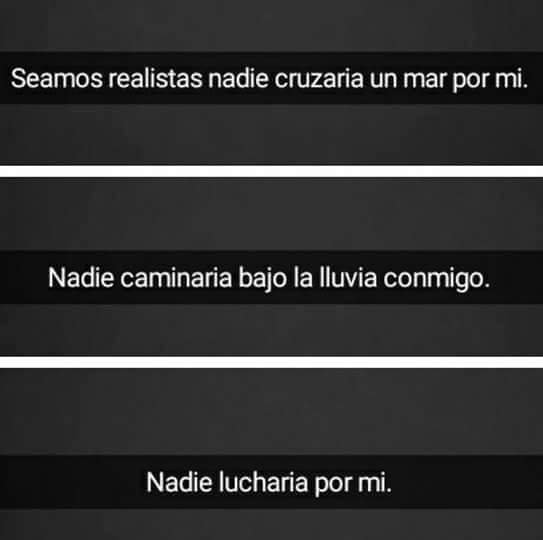 Seamos realistas nadie cruzaria un mar por mi.
Nadie caminaria bajo la lluvia conmigo.
Nadie lucharia por mi.